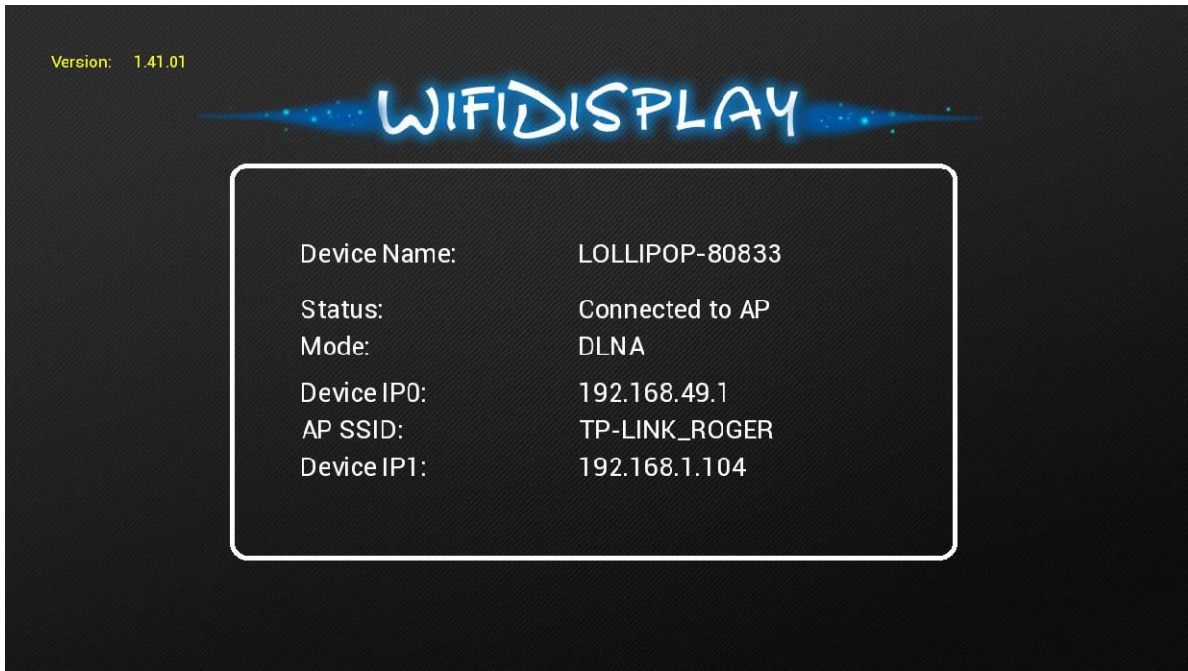 Version: 1.41.01
WIFIDISPLAY
Device Name: LOLLIPOP-80833
Status: Connected to AP
Mode: DLNA
Device IP0: 192.168.49.1
AP SSID: TP-LINK_ROGER
Device IP1: 192.168.1.104